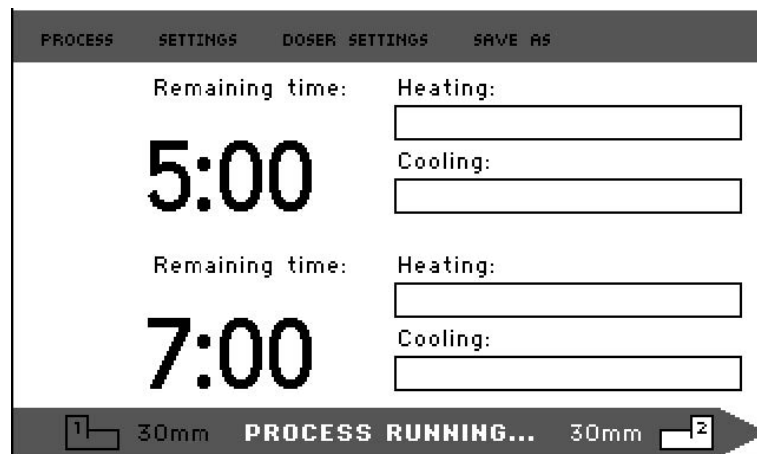 PROCESS SETTINGS DOSER SETTINGS SAVE AS
Remaining time: Heating:
5:00
Cooling:
Remaining time: Heating:
7:00
Cooling:
1 30mm PROCESS RUNNING... 30mm 2